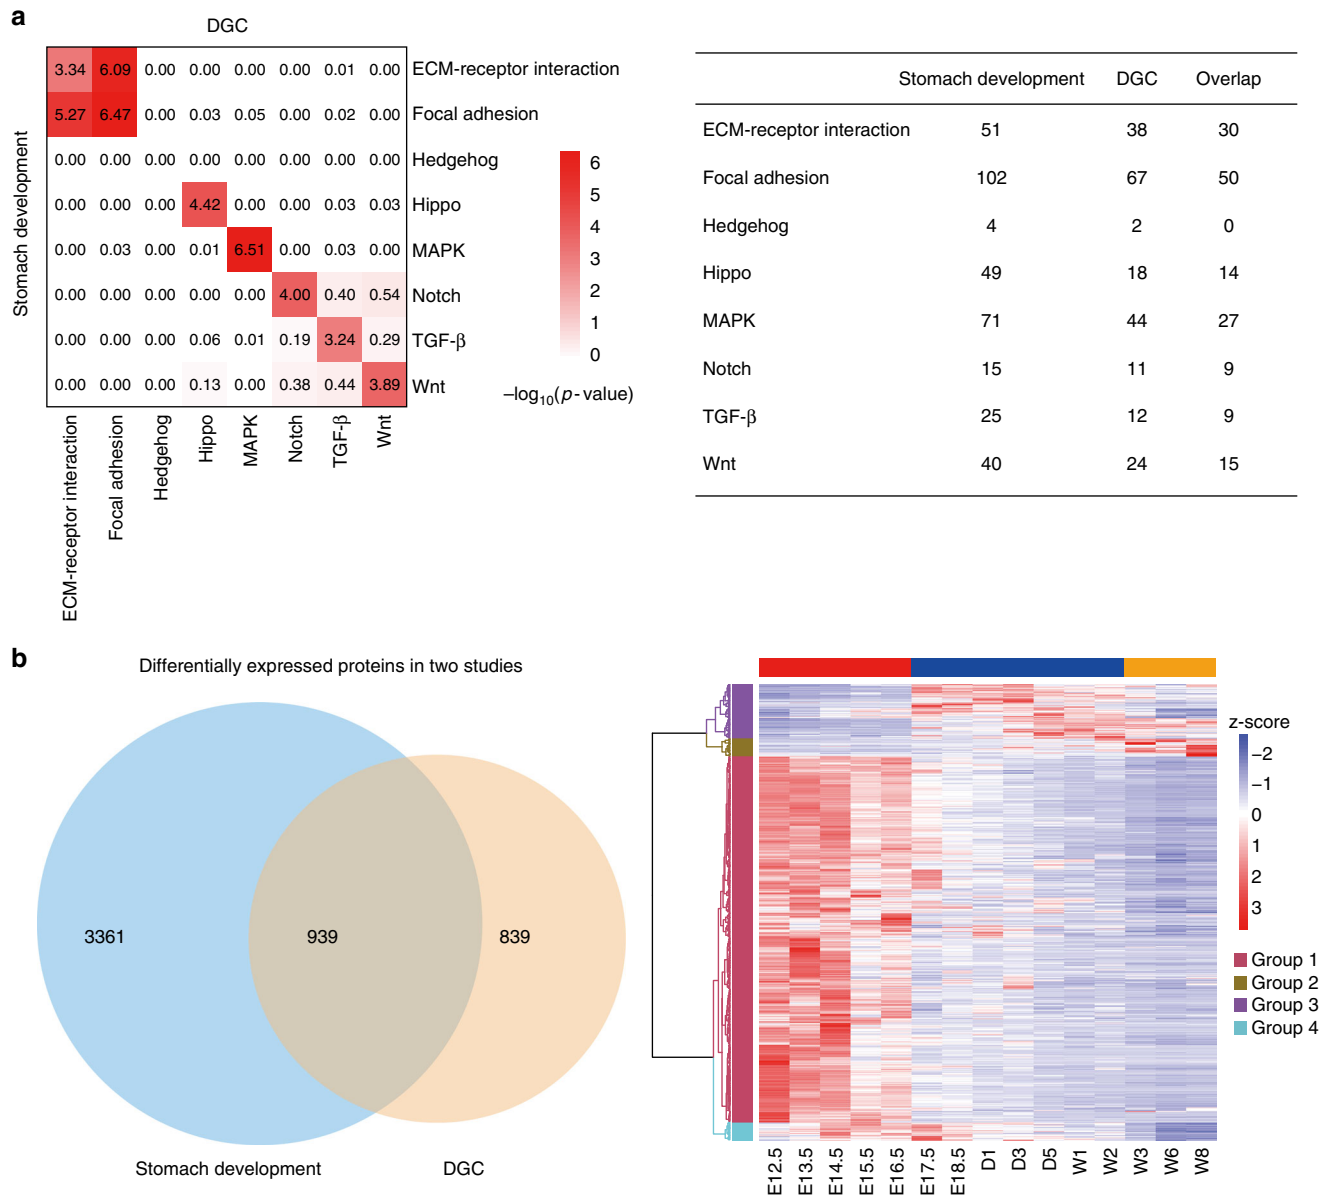 a
DGC
Stomach development
3.34 6.09 0.00 0.00 0.00 0.00 0.01 0.00 ECM-receptor interaction
5.27 6.47 0.00 0.03 0.05 0.00 0.02 0.00 Focal adhesion
0.00 0.00 0.00 0.00 0.00 0.00 0.00 0.00 Hedgehog
0.00 0.00 0.00 4.42 0.00 0.00 0.03 0.03 Hippo
0.00 0.03 0.00 0.01 6.51 0.00 0.03 0.00 MAPK
0.00 0.00 0.00 0.00 0.00 4.00 0.40 0.54 Notch
0.00 0.00 0.00 0.06 0.01 0.19 3.24 0.29 TGF-β
0.00 0.00 0.00 0.13 0.00 0.38 0.44 3.89 Wnt
ECM-receptor interaction
Focal adhesion
Hedgehog
Hippo
MAPK
Notch
TGF-β
Wnt
6
5
4
3
2
1
0
−log10(p-value)
Stomach development DGC Overlap
ECM-receptor interaction 51 38 30
Focal adhesion 102 67 50
Hedgehog 4 2 0
Hippo 49 18 14
MAPK 71 44 27
Notch 15 11 9
TGF-β 25 12 9
Wnt 40 24 15
b
Differentially expressed proteins in two studies
3361 939 839
Stomach development DGC
z-score
−2
−1
0
1
2
3
Group 1
Group 2
Group 3
Group 4
E12.5
E13.5
E14.5
E15.5
E16.5
E17.5
E18.5
D1
D3
D5
W1
W2
W3
W6
W8